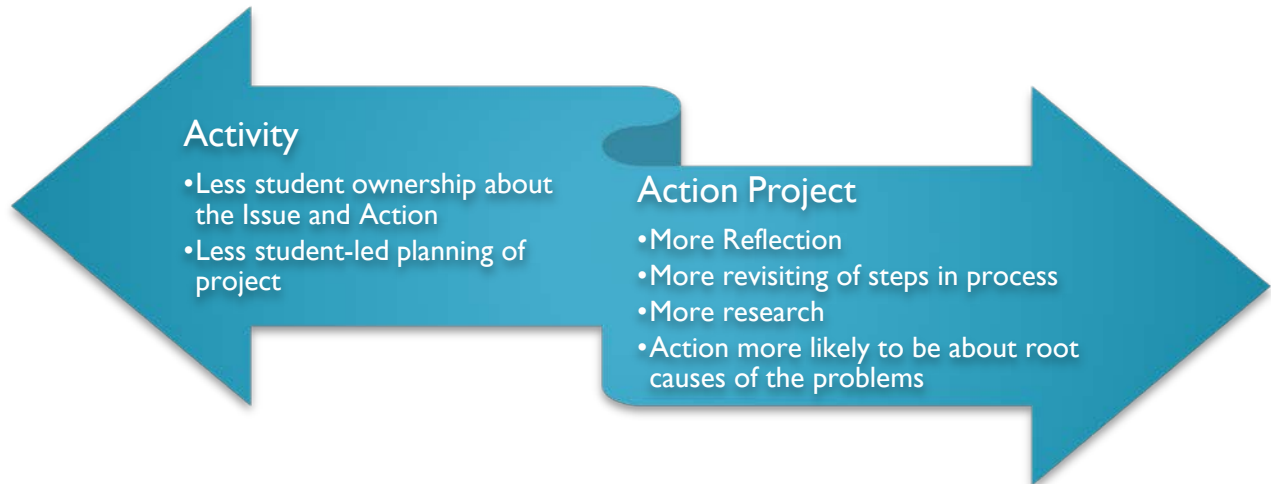 Activity
•Less student ownership about
the Issue and Action
•Less student-led planning of
project
Action Project
•More Reflection
•More revisiting of steps in process
•More research
•Action more likely to be about root
causes of the problems